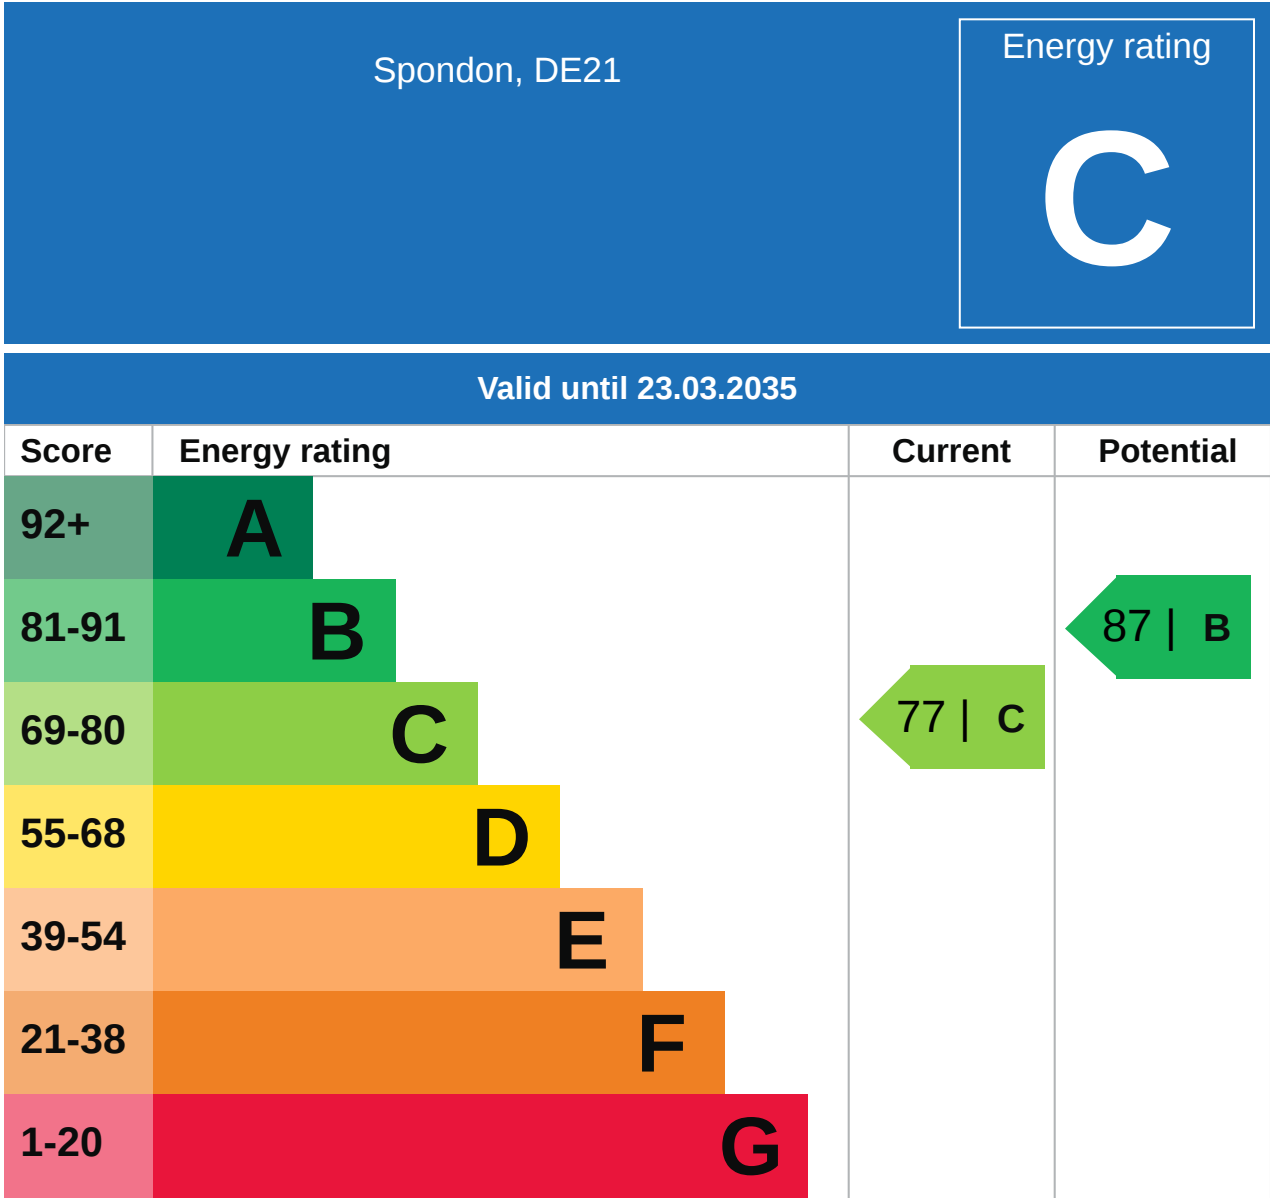 Spondon, DE21
Energy rating
C
Valid until 23.03.2035
Score Energy rating Current Potential
92+ A
81-91 B
87 | B
69-80 C
77 | C
55-68 D
39-54 E
21-38 F
1-20 G